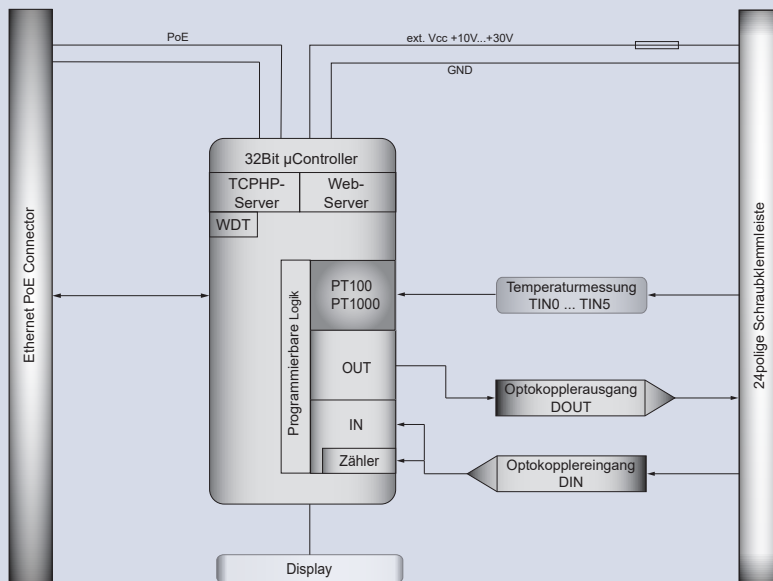 PoE
ext. Vcc +10V...+30V
GND
Ethernet PoE Connector
32Bit µController
TCPHP-
Server
Web-
Server
WDT
Programmierbare Logik
PT100
PT1000
OUT
IN
Zähler
Temperaturmessung
TIN0 ... TIN5
Optokopplerausgang
DOUT
Optokopplereingang
DIN
24polige Schraubklemmleiste
Display